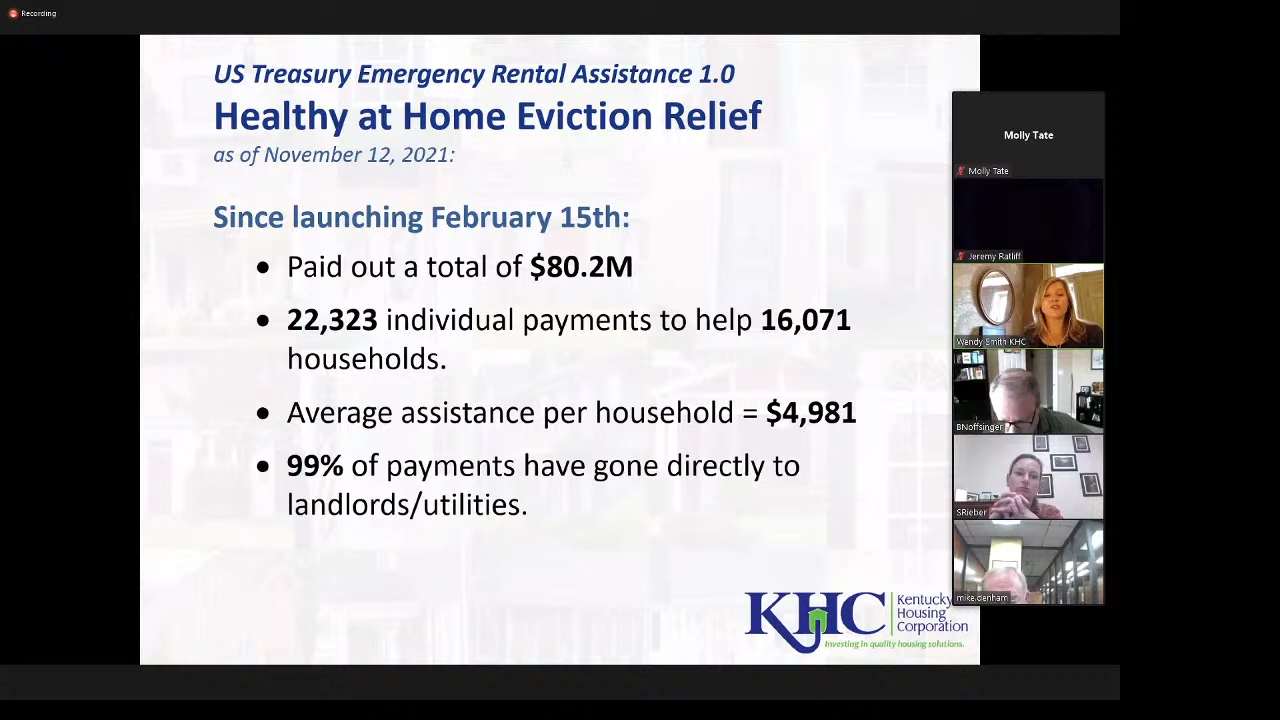 Recording
US Treasury Emergency Rental Assistance 1.0
Healthy at Home Eviction Relief
as of November 12, 2021:
Since launching February 15th:
• Paid out a total of $80.2M
• 22,323 individual payments to help 16,071
households.
• Average assistance per household = $4,981
• 99% of payments have gone directly to
landlords/utilities.
KHC
Kentucky
Housing
Corporation
Investing in quality housing solutions.
Molly Tate
Molly Tate
Jeremy Ratliff
Wendy Smith KHC
BNoffsinger
SRieber
mike.denham